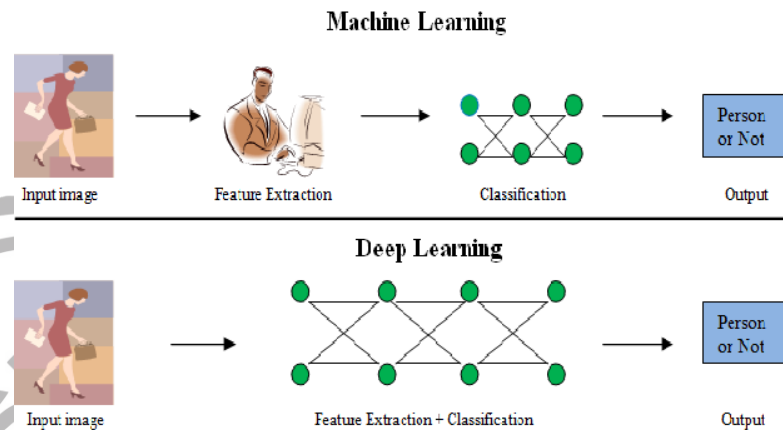 Machine Learning
Person
or Not
Input image
Feature Extraction
Classification
Output
Deep Learning
Person
or Not
Input image
Feature Extraction + Classification
Output